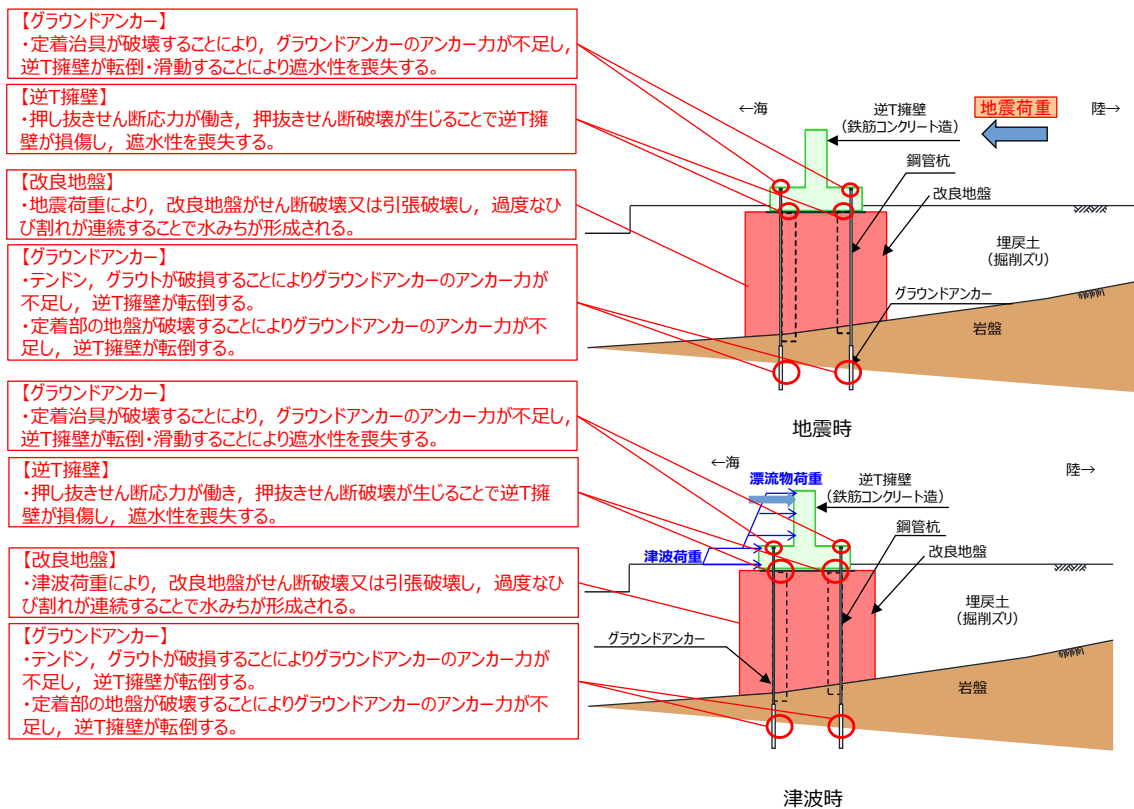 【グラウンドアンカー】
・定着治具が破壊することにより，グラウンドアンカーのアンカー力が不足し，
逆T擁壁が転倒・滑動することにより遮水性を喪失する。
【逆T擁壁】
・押し抜きせん断応力が働き，押抜きせん断破壊が生じることで逆T擁
壁が損傷し，遮水性を喪失する。
【改良地盤】
・地震荷重により，改良地盤がせん断破壊又は引張破壊し，過度なひ
び割れが連続することで水みちが形成される。
【グラウンドアンカー】
・テンドン，グラウトが破損することによりグラウンドアンカーのアンカー力が
不足し，逆T擁壁が転倒する。
・定着部の地盤が破壊することによりグラウンドアンカーのアンカー力が不
足し，逆T擁壁が転倒する。
←海
逆T擁壁
（鉄筋コンクリート造）
地震荷重
陸→
鋼管杭
改良地盤
埋戻土
（掘削ズリ）
グラウンドアンカー
岩盤
地震時
【グラウンドアンカー】
・定着治具が破壊することにより，グラウンドアンカーのアンカー力が不足し，
逆T擁壁が転倒・滑動することにより遮水性を喪失する。
【逆T擁壁】
・押し抜きせん断応力が働き，押抜きせん断破壊が生じることで逆T擁
壁が損傷し，遮水性を喪失する。
【改良地盤】
・津波荷重により，改良地盤がせん断破壊又は引張破壊し，過度なひ
び割れが連続することで水みちが形成される。
【グラウンドアンカー】
・テンドン，グラウトが破損することによりグラウンドアンカーのアンカー力が
不足し，逆T擁壁が転倒する。
・定着部の地盤が破壊することによりグラウンドアンカーのアンカー力が不
足し，逆T擁壁が転倒する。
←海
漂流物荷重
逆T擁壁
（鉄筋コンクリート造）
陸→
鋼管杭
津波荷重
改良地盤
埋戻土
（掘削ズリ）
グラウンドアンカー
岩盤
津波時